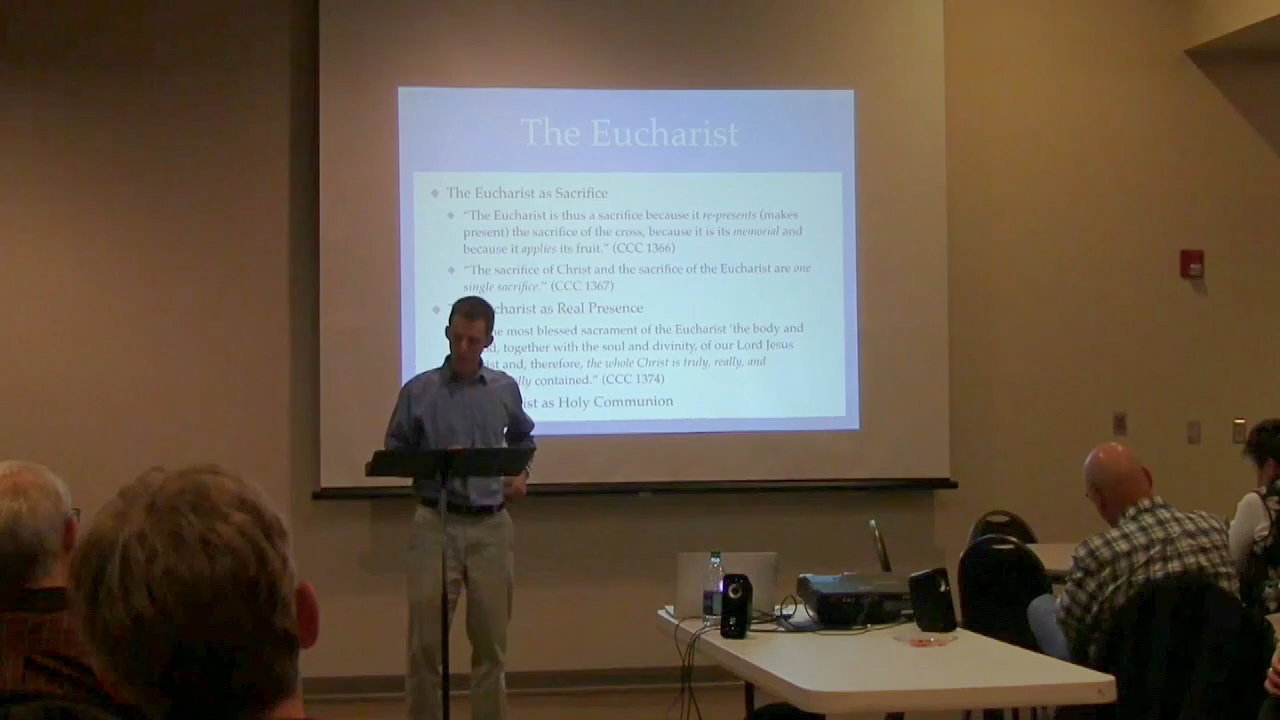 The Eucharist
The Eucharist as Sacrifice
“The Eucharist is thus a sacrifice because it re-presents (makes
present) the sacrifice of the cross, because it is its memorial and
because it applies its fruit.” (CCC 1366)
“The sacrifice of Christ and the sacrifice of the Eucharist are one
single sacrifice.” (CCC 1367)
charist as Real Presence
most blessed sacrament of the Eucharist ‘the body and
together with the soul and divinity, of our Lord Jesus
and, therefore, the whole Christ is truly, really, and
contained.” (CCC 1374)
as Holy Communion